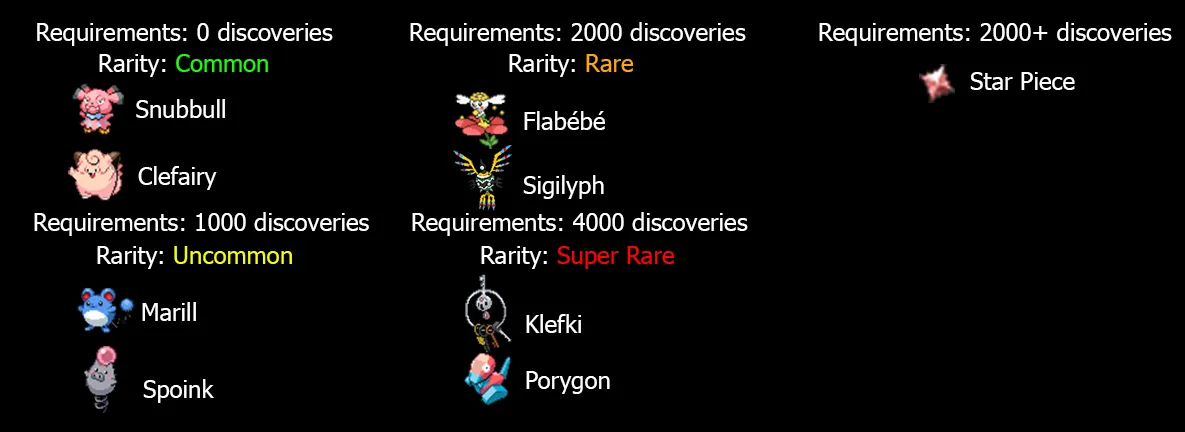 Requirements: 0 discoveries
Rarity: Common
Snubbull
Clefairy
Requirements: 1000 discoveries
Rarity: Uncommon
Marill
Spoink
Requirements: 2000 discoveries
Rarity: Rare
Flabébé
Sigilyph
Requirements: 4000 discoveries
Rarity: Super Rare
Klefki
Porygon
Requirements: 2000+ discoveries
Star Piece